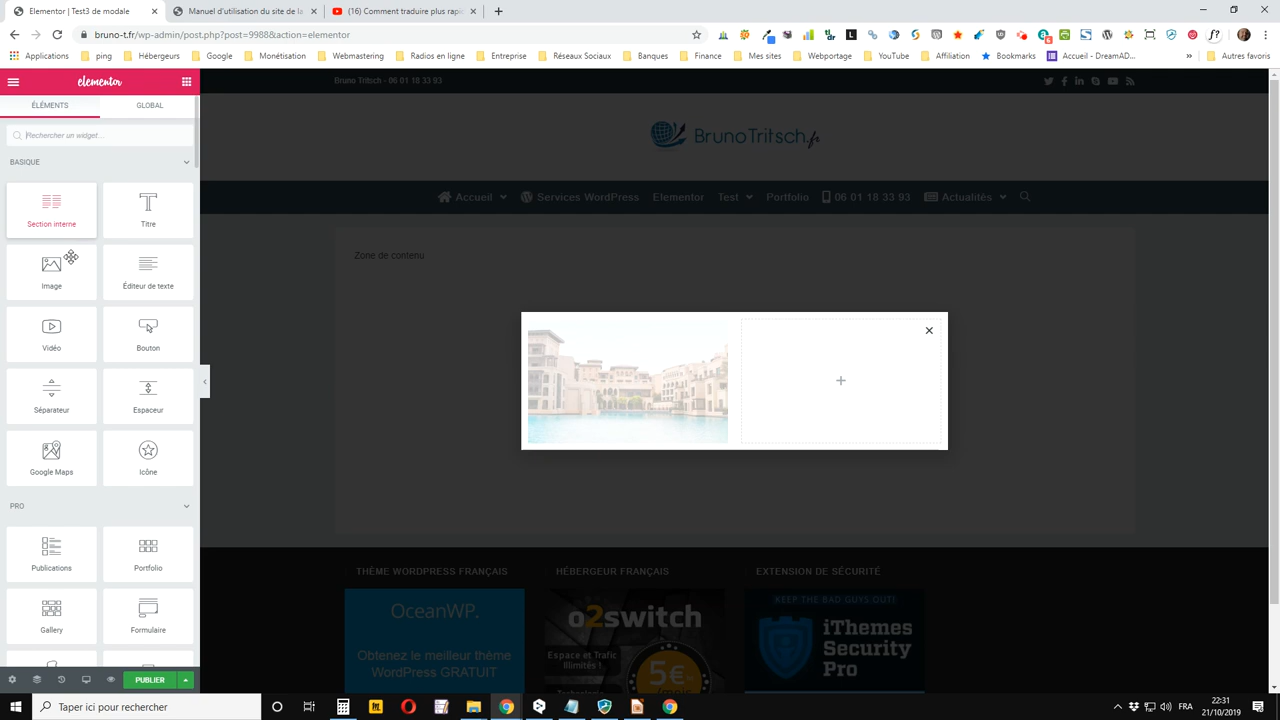 Elementor | Test3 de modale
Manuel d'utilisation du site de la
(16) Comment traduire plus rapi
bruno-t.fr/wp-admin/post.php?post=9988&action=elementor
Applications
ping
Hébergeurs
Google
Monétisation
Webmastering
Radios en ligne
Entreprise
Réseaux Sociaux
Banques
Finance
Mes sites
Webportage
YouTube
Affiliation
Bookmarks
Accueil - DreamAD...
»
Autres favoris
elementor
Bruno Tritsch - 06 01 18 33 93
ÉLÉMENTS
GLOBAL
Rechercher un widget...
BrunoTritsch.fr
BASIQUE
Accueil
Services WordPress
Elementor
Test
Portfolio
06 01 18 33 93
Actualités
Section interne
Titre
Zone de contenu
Image
Éditeur de texte
Vidéo
Bouton
Séparateur
Espaceur
Google Maps
Icône
PRO
Publications
Portfolio
THÈME WORDPRESS FRANÇAIS
HÉBERGEUR FRANÇAIS
EXTENSION DE SÉCURITÉ
OceanWP.
o2switch
KEEP THE BAD GUYS OUT!
Gallery
Formulaire
iThemes
Security
Pro
Obtenez le meilleur thème
WordPress GRATUIT
Espace et Trafic
Illimités !
5€
/mois
PUBLIER
Taper ici pour rechercher
FRA
22:31
21/10/2019